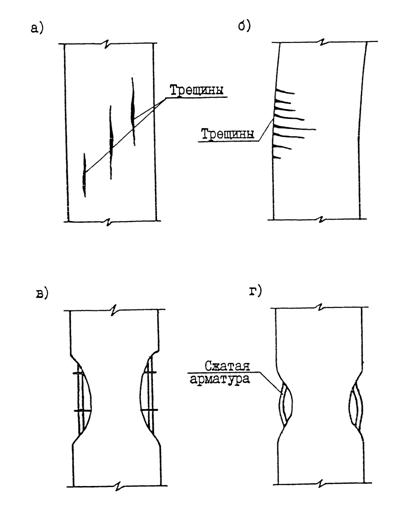 а)
б)
Трещины
Трещины
в)
г)
Сжатая
арматура